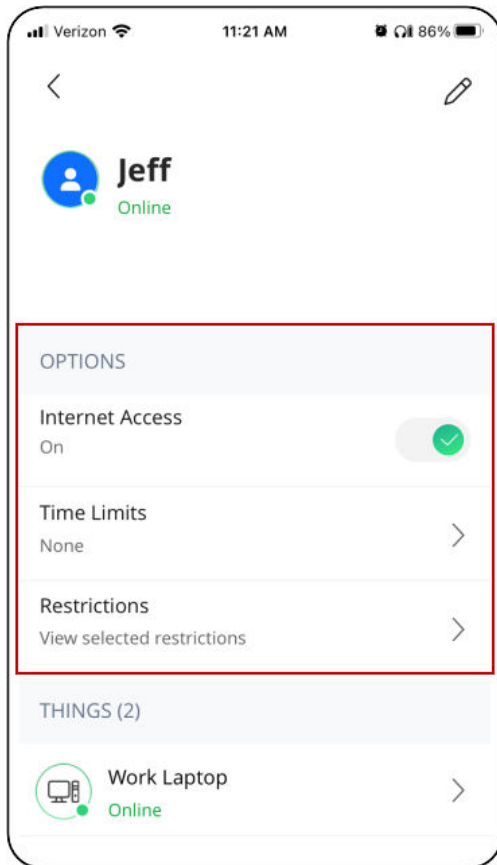 Verizon 11:21 AM 86%
Jeff
Online
OPTIONS
Internet Access
On
Time Limits
None
Restrictions
View selected restrictions
THINGS (2)
Work Laptop
Online